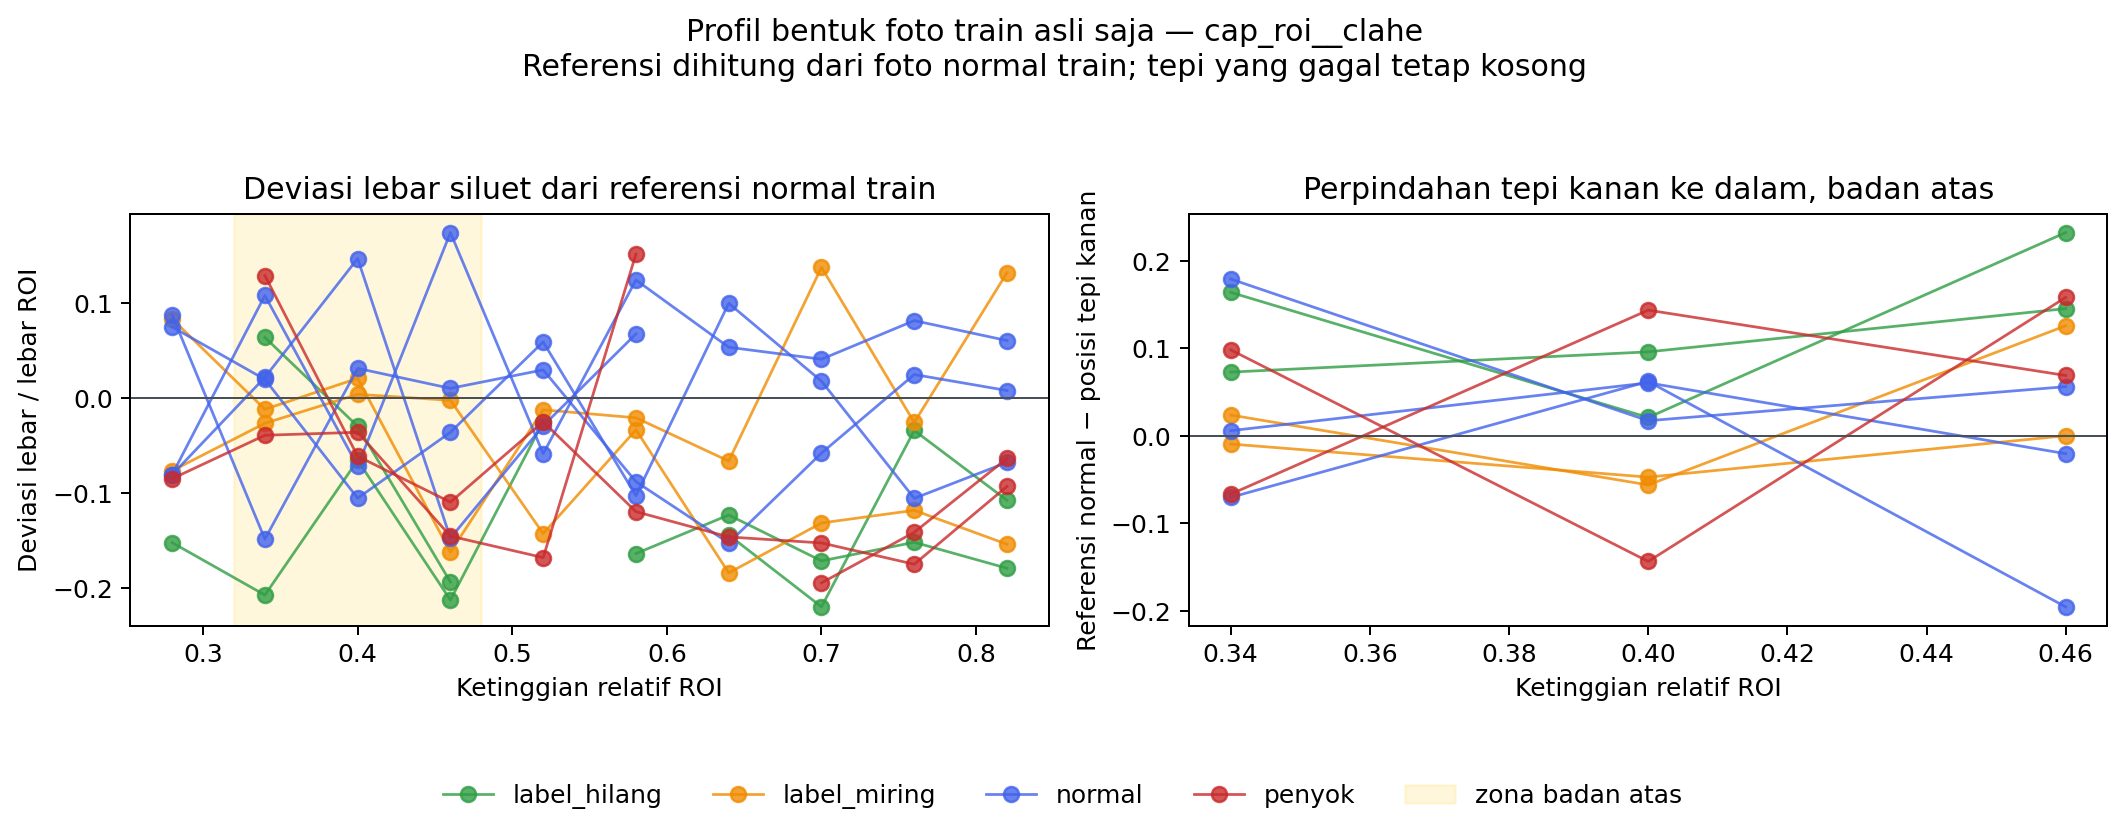 Profil bentuk foto train asli saja — cap_roi__clahe
Referensi dihitung dari foto normal train; tepi yang gagal tetap kosong
Deviasi lebar siluet dari referensi normal train
Deviasi lebar / lebar ROI
0.1
0.0
−0.1
−0.2
0.3 0.4 0.5 0.6 0.7 0.8
Ketinggian relatif ROI
Perpindahan tepi kanan ke dalam, badan atas
Referensi normal − posisi tepi kanan
0.2
0.1
0.0
−0.1
−0.2
0.34 0.36 0.38 0.40 0.42 0.44 0.46
Ketinggian relatif ROI
label_hilang label_miring normal penyok zona badan atas